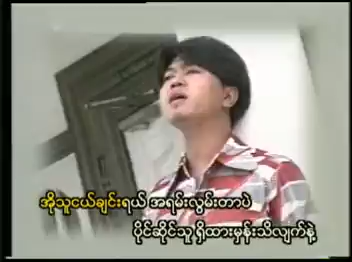 အိုသူငယ်ချင်းရယ် အရမ်းလွမ်းတာပဲ
ပိုင်ဆိုင်သူရှိထားမှန်းသိလျက်နဲ့